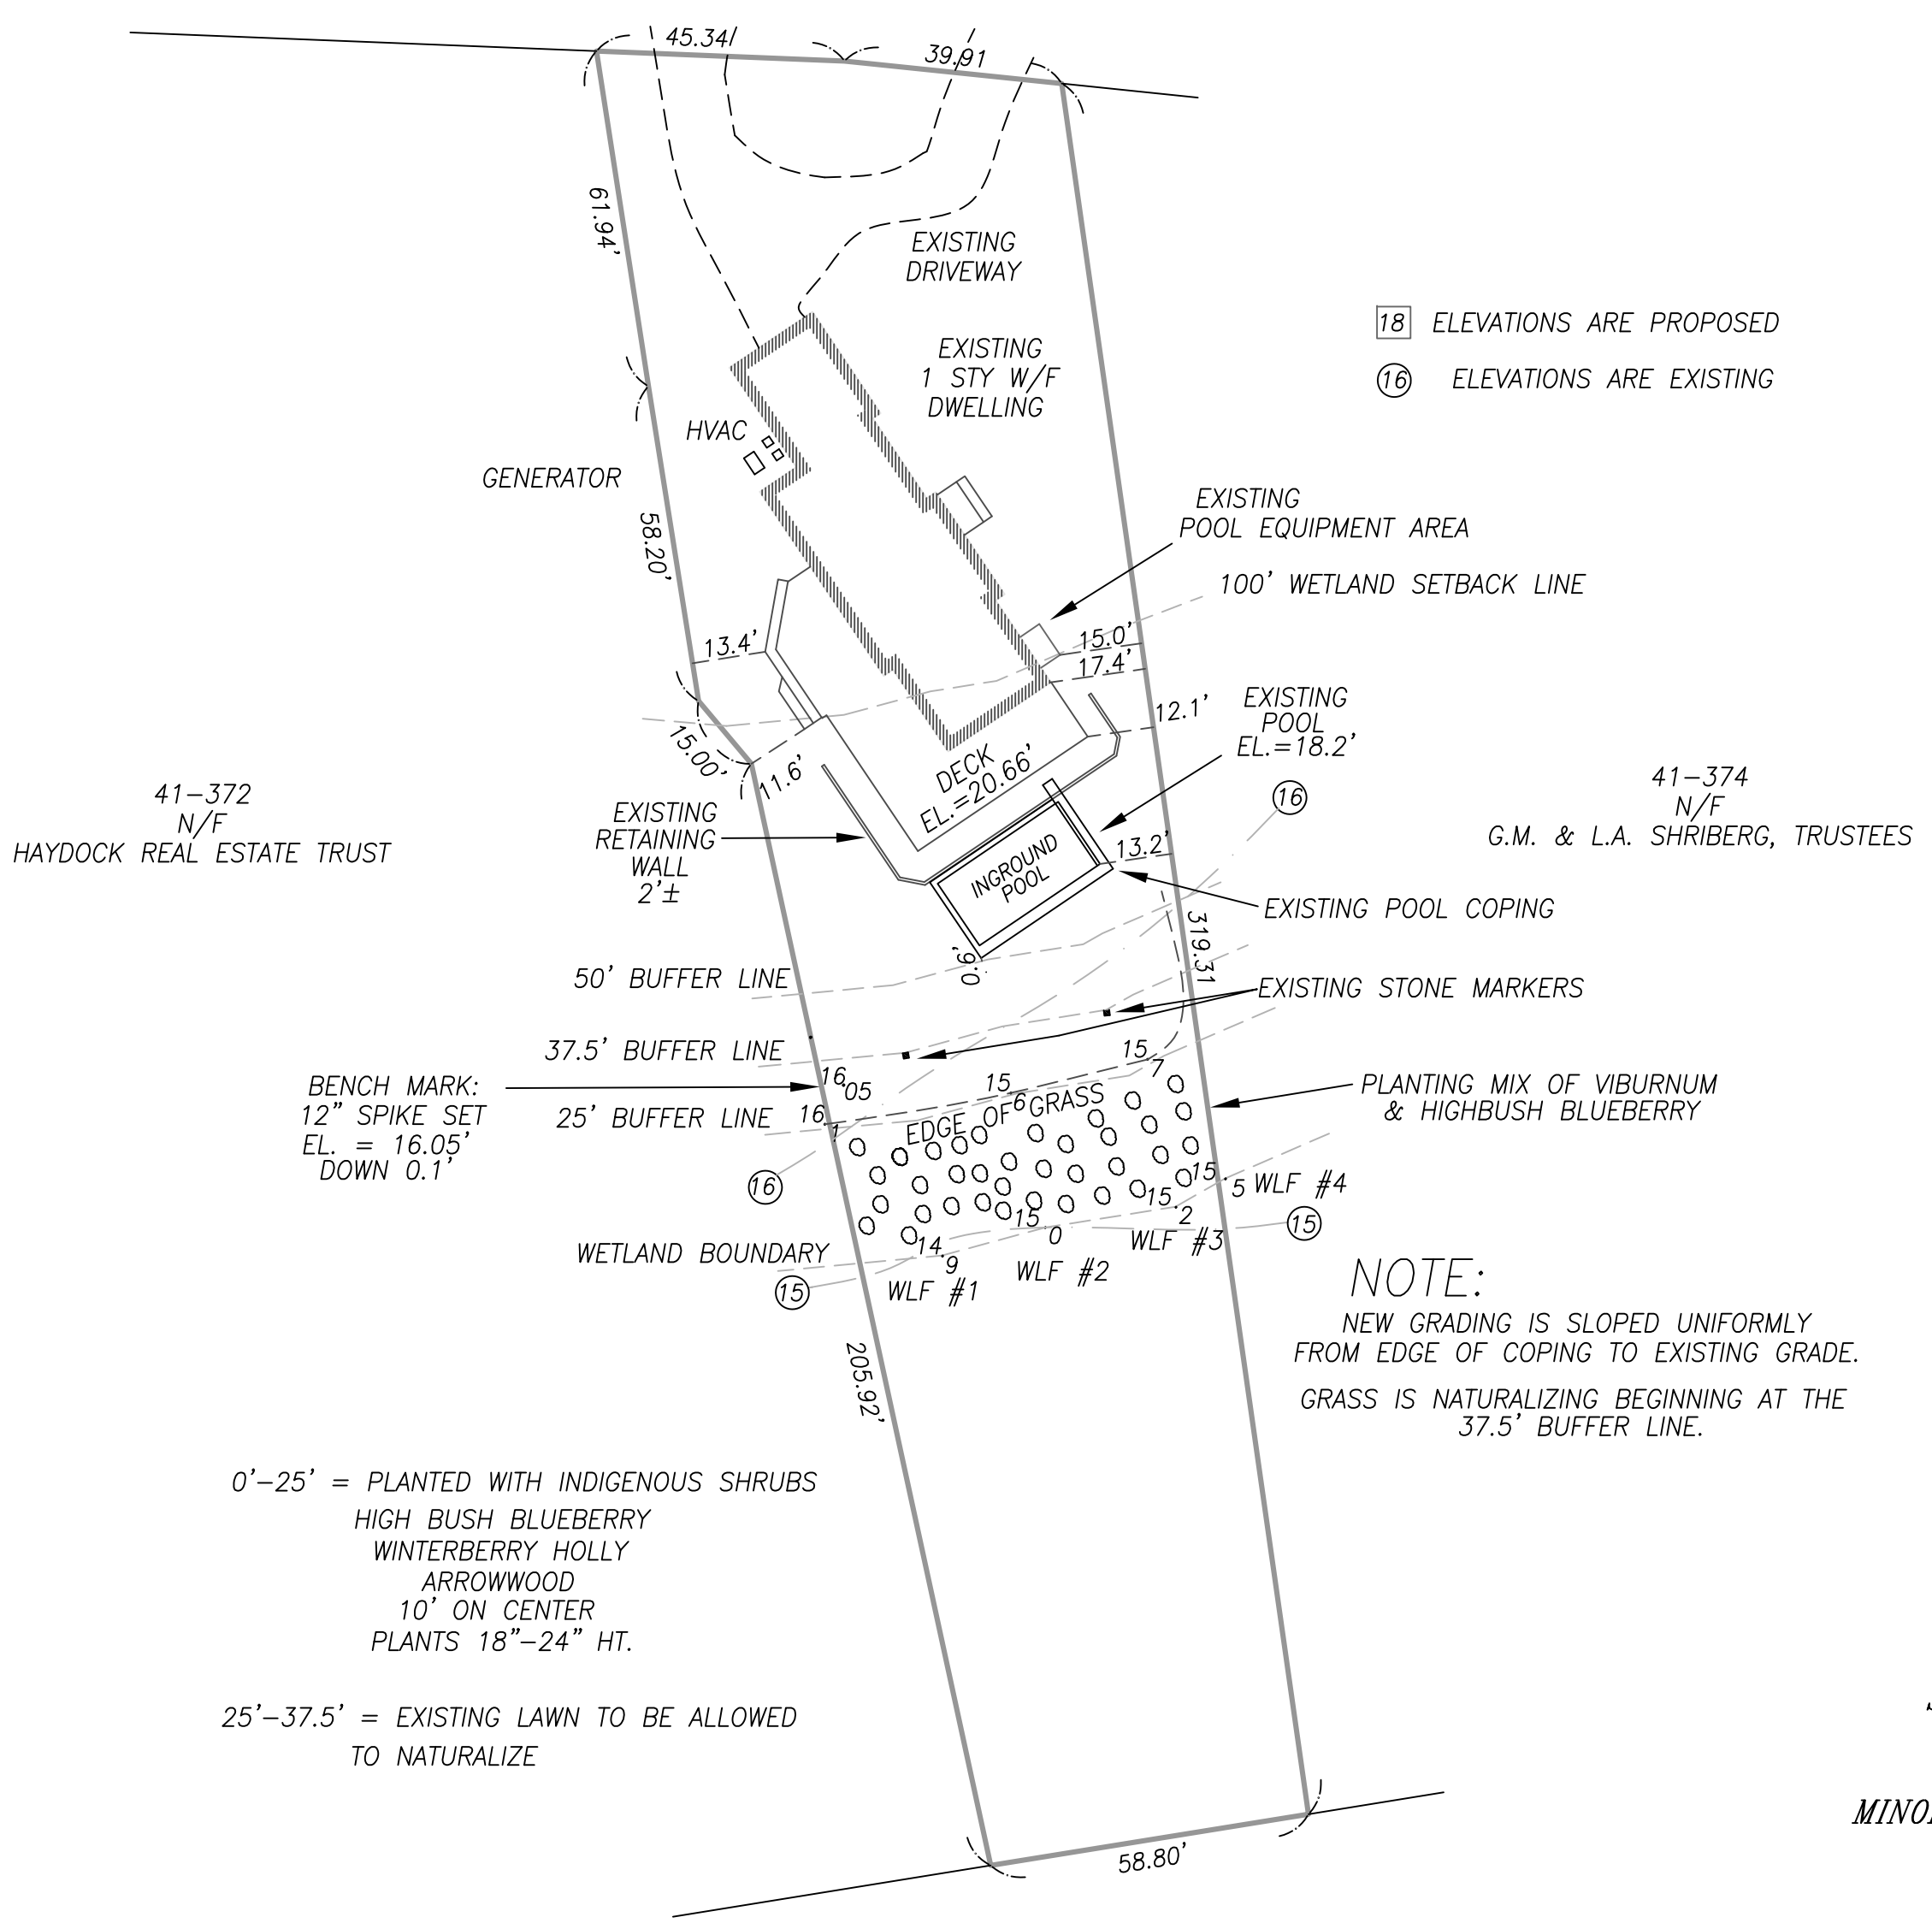 45.34'
39.91
61.94'
EXISTING
DRIVEWAY
18 ELEVATIONS ARE PROPOSED
16 ELEVATIONS ARE EXISTING
EXISTING
1 STY W/F
DWELLING
HVAC
GENERATOR
58.20'
EXISTING
POOL EQUIPMENT AREA
100' WETLAND SETBACK LINE
13.4'
15.0'
17.4'
12.1'
15.00'
11.6'
DECK
EL.=20.66'
EXISTING
POOL
EL.=18.2'
16
41-372
N/F
HAYDOCK REAL ESTATE TRUST
EXISTING
RETAINING
WALL
2'±
41-374
N/F
G.M. & L.A. SHRIBERG, TRUSTEES
INGROUND
POOL
13.2'
EXISTING POOL COPING
319.31
0.6'
50' BUFFER LINE
EXISTING STONE MARKERS
37.5' BUFFER LINE
BENCH MARK:
12" SPIKE SET
EL. = 16.05'
DOWN 0.1'
16.05
25' BUFFER LINE
16.1
15.6
15.7
EDGE OF GRASS
PLANTING MIX OF VIBURNUM
& HIGHBUSH BLUEBERRY
16
15.5 WLF #4
15.2
WLF #3
15
15.0
WLF #2
WETLAND BOUNDARY
14.9
WLF #1
15
NOTE:
NEW GRADING IS SLOPED UNIFORMLY
FROM EDGE OF COPING TO EXISTING GRADE.
GRASS IS NATURALIZING BEGINNING AT THE
37.5' BUFFER LINE.
205.92'
0'-25' = PLANTED WITH INDIGENOUS SHRUBS
HIGH BUSH BLUEBERRY
WINTERBERRY HOLLY
ARROWWOOD
10' ON CENTER
PLANTS 18"-24" HT.
25'-37.5' = EXISTING LAWN TO BE ALLOWED
TO NATURALIZE
58.80'